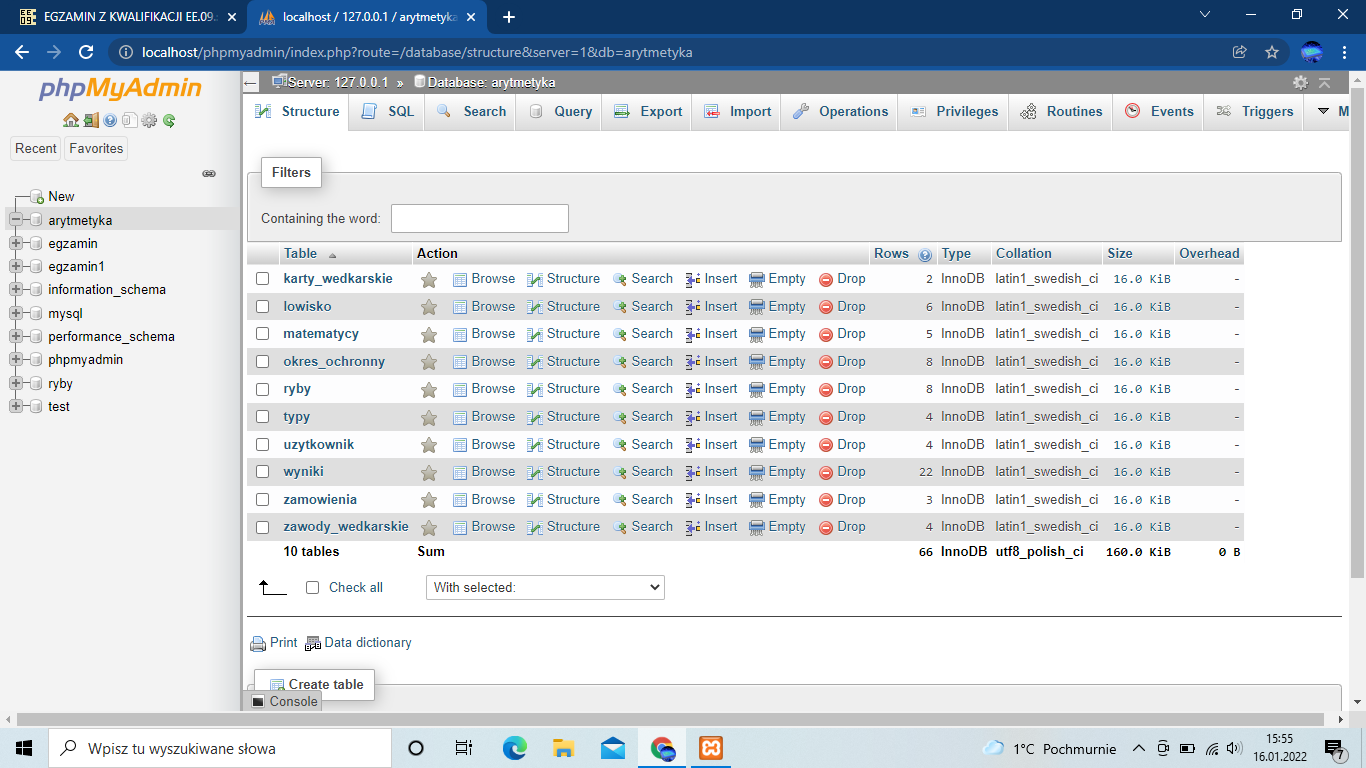 EGZAMIN Z KWALIFIKACJI EE.09.
localhost / 127.0.0.1 / arytmetyka
localhost/phpmyadmin/index.php?route=/database/structure&server=1&db=arytmetyka
phpMyAdmin
Recent Favorites
New
arytmetyka
egzamin
egzamin1
information_schema
mysql
performance_schema
phpmyadmin
ryby
test
Server: 127.0.0.1 » Database: arytmetyka
Structure SQL Search Query Export Import Operations Privileges Routines Events Triggers M
Filters
Containing the word:
Table Action Rows Type Collation Size Overhead
karty_wedkarskie Browse Structure Search Insert Empty Drop 2 InnoDB latin1_swedish_ci 16.0 KiB -
lowisko Browse Structure Search Insert Empty Drop 6 InnoDB latin1_swedish_ci 16.0 KiB -
matematycy Browse Structure Search Insert Empty Drop 5 InnoDB latin1_swedish_ci 16.0 KiB -
okres_ochronny Browse Structure Search Insert Empty Drop 8 InnoDB latin1_swedish_ci 16.0 KiB -
ryby Browse Structure Search Insert Empty Drop 8 InnoDB latin1_swedish_ci 16.0 KiB -
typy Browse Structure Search Insert Empty Drop 4 InnoDB latin1_swedish_ci 16.0 KiB -
uzytkownik Browse Structure Search Insert Empty Drop 4 InnoDB latin1_swedish_ci 16.0 KiB -
wyniki Browse Structure Search Insert Empty Drop 22 InnoDB latin1_swedish_ci 16.0 KiB -
zamowienia Browse Structure Search Insert Empty Drop 3 InnoDB latin1_swedish_ci 16.0 KiB -
zawody_wedkarskie Browse Structure Search Insert Empty Drop 4 InnoDB latin1_swedish_ci 16.0 KiB -
10 tables Sum 66 InnoDB utf8_polish_ci 160.0 KiB 0 B
Check all With selected:
Print Data dictionary
Create table
Console
Wpisz tu wyszukiwane słowa
1°C Pochmurnie
15:55
16.01.2022
7